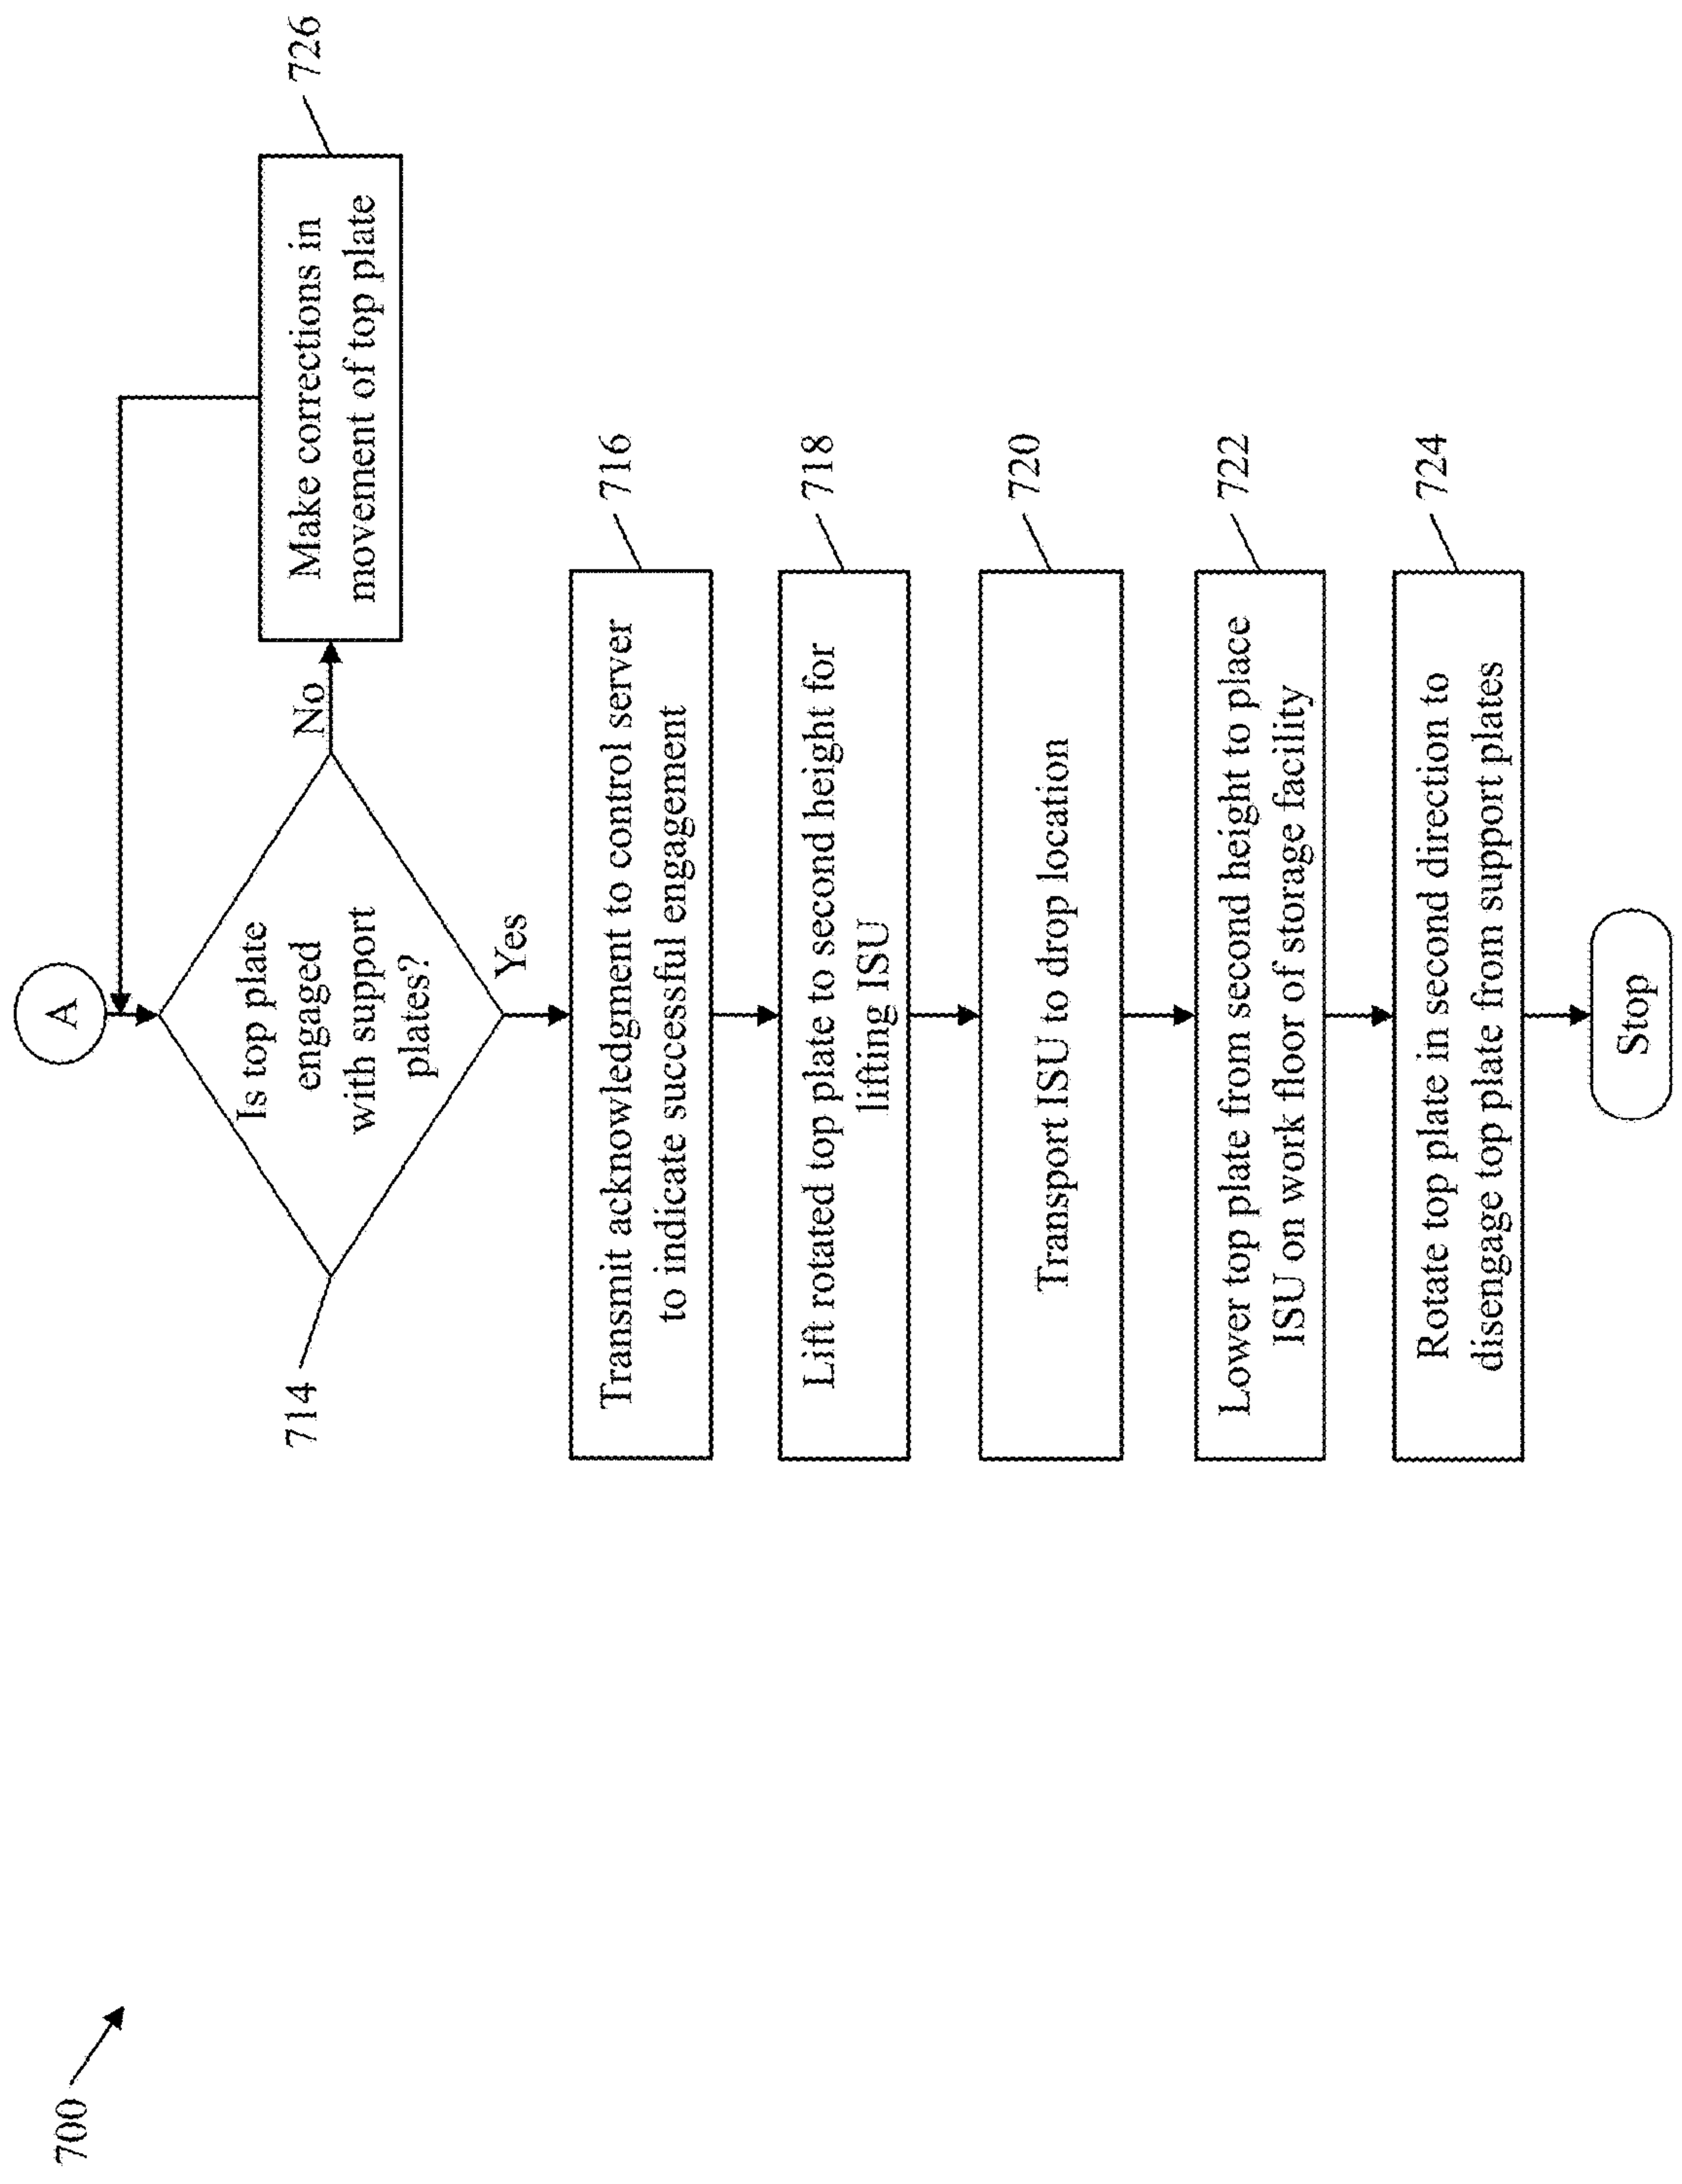 700
A
714
Is top plate
engaged
with support
plates?
No
Make corrections in
movement of top plate
726
Yes
Transmit acknowledgment to control server
to indicate successful engagement
716
Lift rotated top plate to second height for
lifting ISU
718
Transport ISU to drop location
720
Lower top plate from second height to place
ISU on work floor of storage facility
722
Rotate top plate in second direction to
disengage top plate from support plates
724
Stop